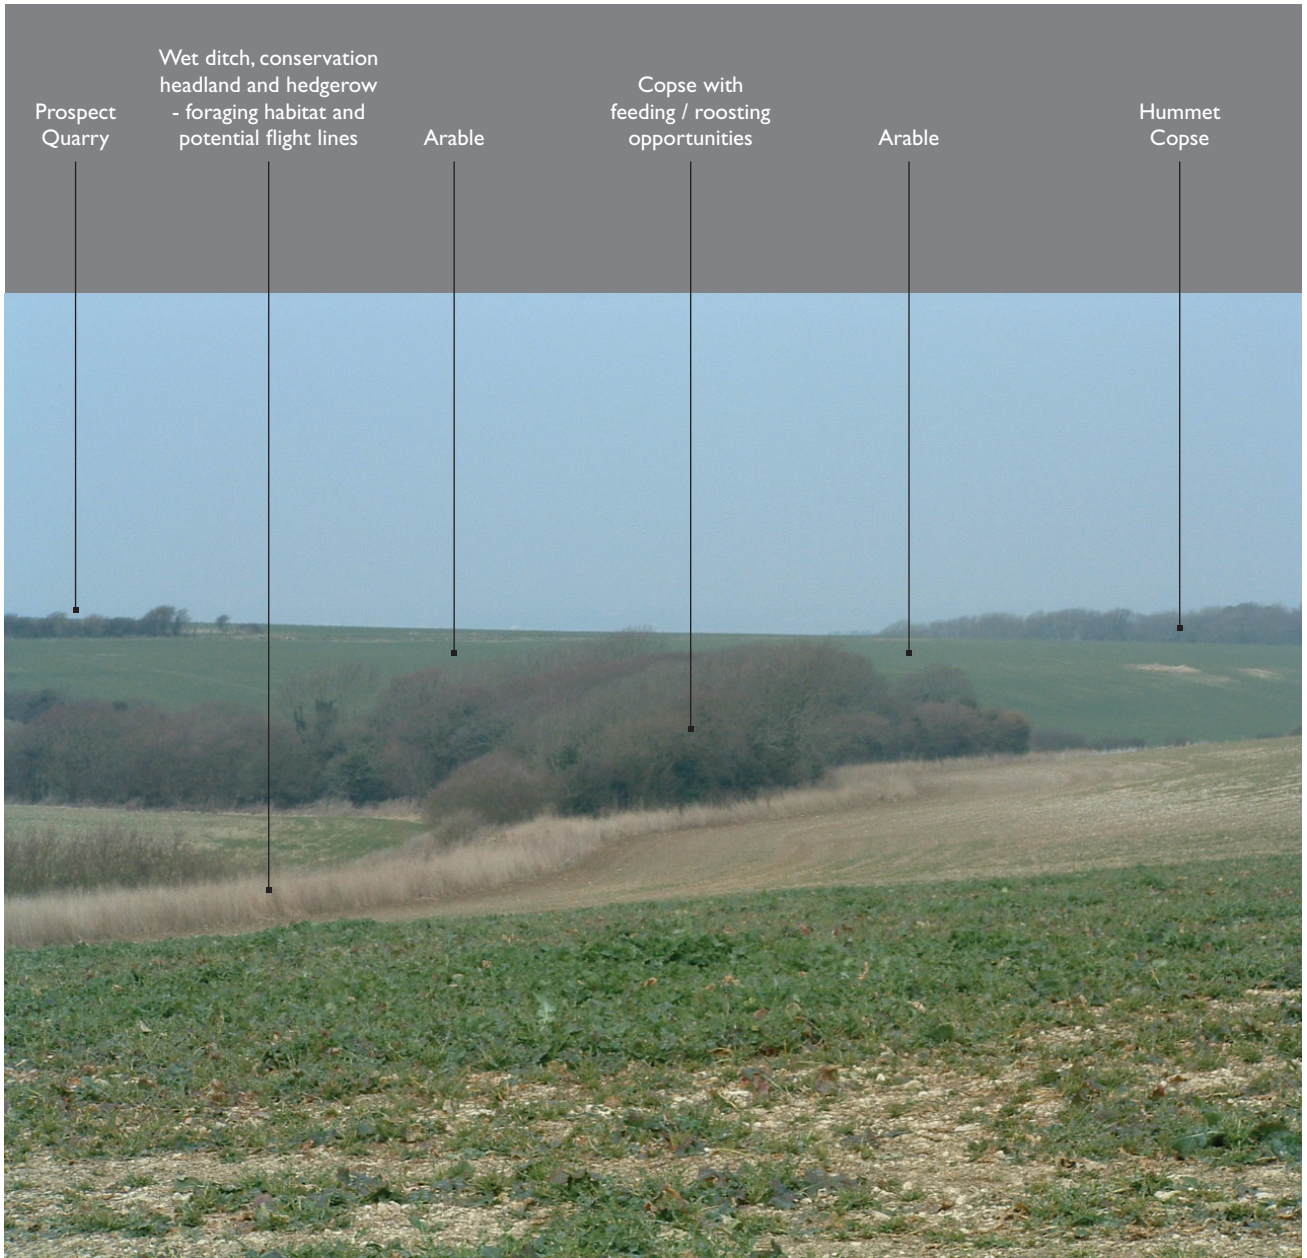 Prospect
Quarry
Wet ditch, conservation
headland and hedgerow
- foraging habitat and
potential flight lines
Arable
Copse with
feeding / roosting
opportunities
Arable
Hummet
Copse